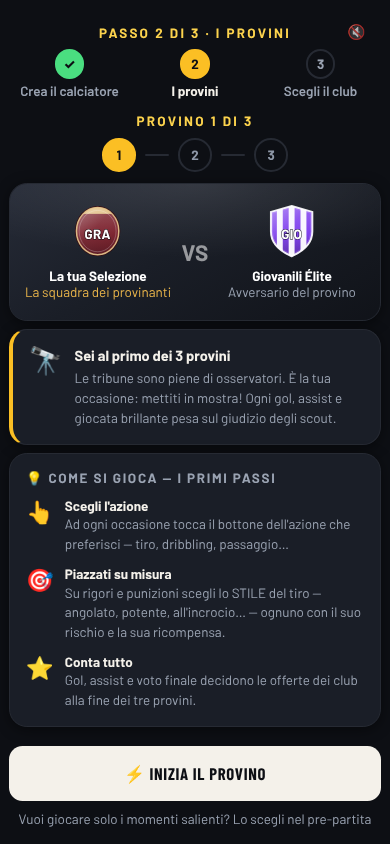 PASSO 2 DI 3 · I PROVINI
✓ 2 3
Crea il calciatore I provini Scegli il club
PROVINO 1 DI 3
1 2 3
GRA VS GIO
La tua Selezione Giovanili Élite
La squadra dei provinanti Avversario del provino
Sei al primo dei 3 provini
Le tribune sono piene di osservatori. È la tua
occasione: mettiti in mostra! Ogni gol, assist e
giocata brillante pesa sul giudizio degli scout.
💡 COME SI GIOCA — I PRIMI PASSI
Scegli l'azione
Ad ogni occasione tocca il bottone dell'azione che
preferisci — tiro, dribbling, passaggio...
Piazzati su misura
Su rigori e punizioni scegli lo STILE del tiro —
angolato, potente, all'incrocio... — ognuno con il suo
rischio e la sua ricompensa.
Conta tutto
Gol, assist e voto finale decidono le offerte dei club
alla fine dei tre provini.
⚡ INIZIA IL PROVINO
Vuoi giocare solo i momenti salienti? Lo scegli nel pre-partita